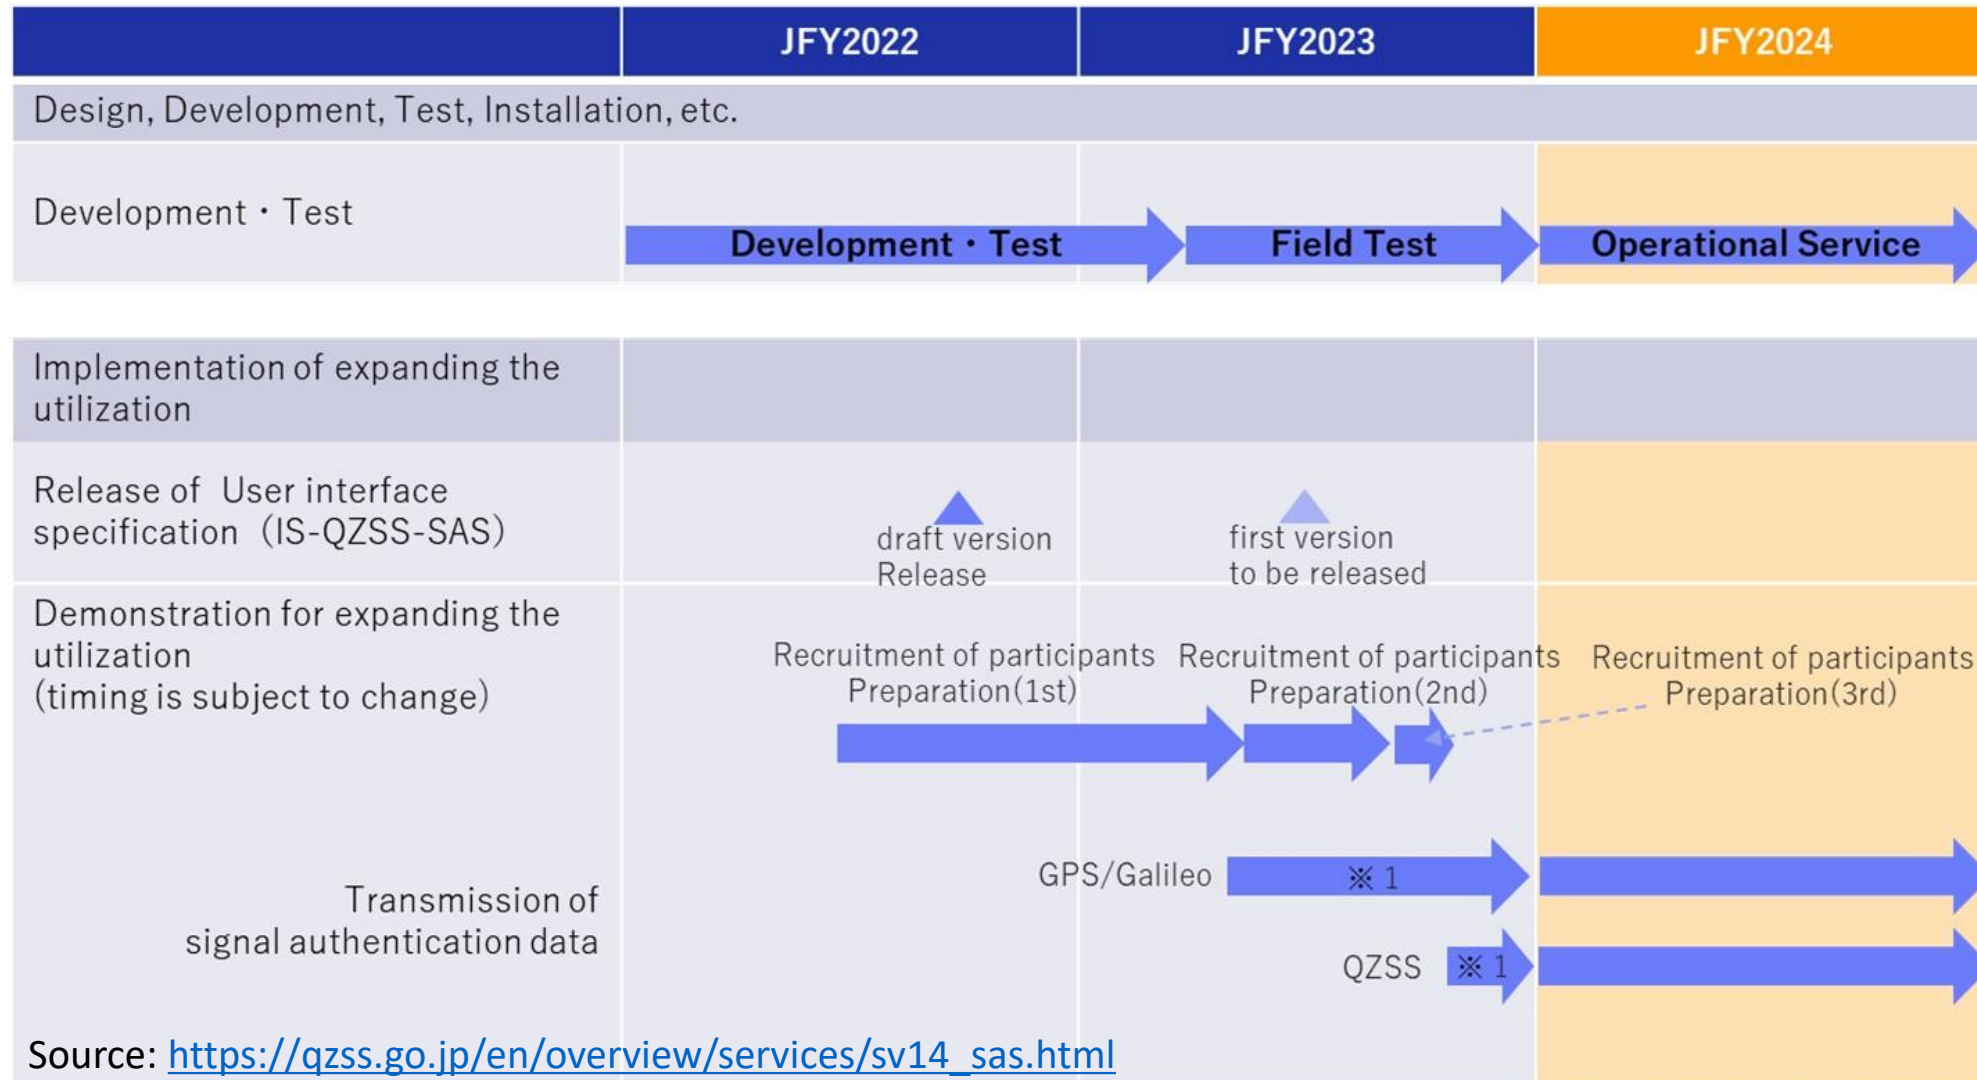 JFY2022 JFY2023 JFY2024
Design, Development, Test, Installation, etc.
Development・Test
Development・Test Field Test Operational Service
Implementation of expanding the
utilization
Release of User interface
specification（IS-QZSS-SAS)
draft version
Release
first version
to be released
Demonstration for expanding the
utilization
(timing is subject to change)
Recruitment of participants
Preparation(1st)
Recruitment of participants
Preparation(2nd)
Recruitment of participants
Preparation(3rd)
Transmission of
signal authentication data
GPS/Galileo ※1
QZSS ※1
Source: https://qzss.go.jp/en/overview/services/sv14_sas.html